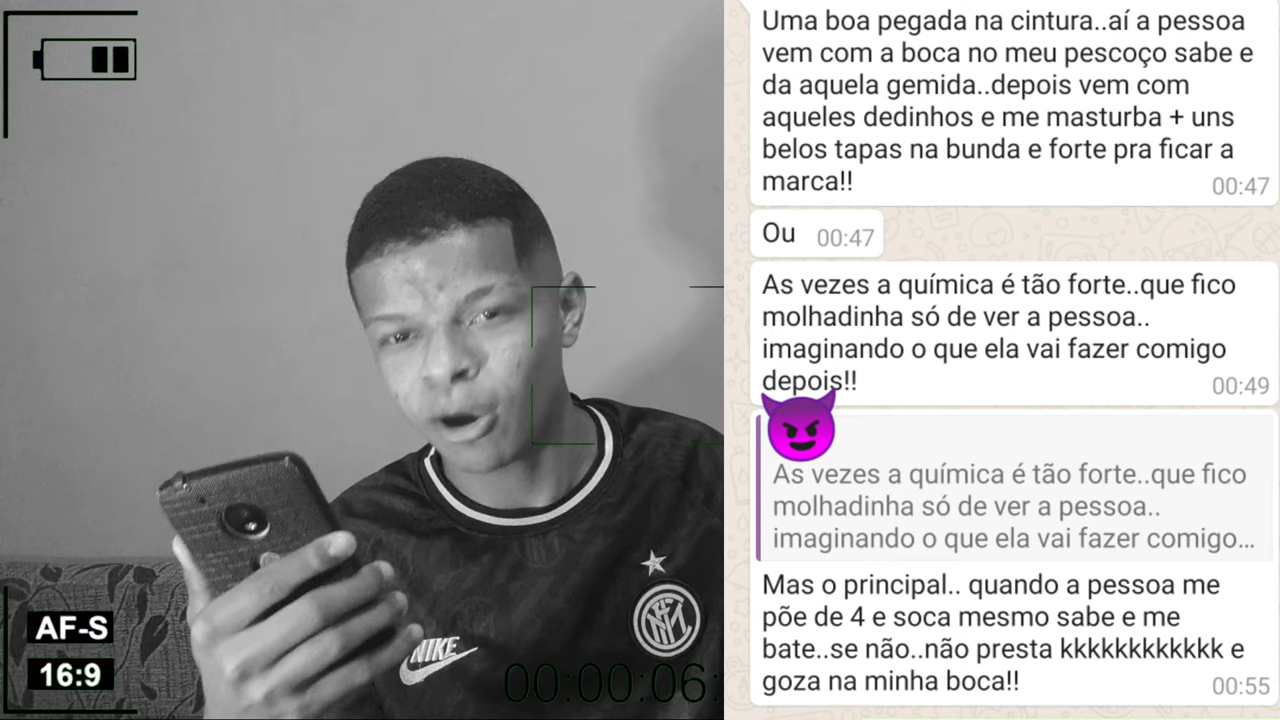 AF-S
16:9
NIKE
00:00:06:
Uma boa pegada na cintura..aí a pessoa
vem com a boca no meu pescoço sabe e
da aquela gemida..depois vem com
aqueles dedinhos e me masturba + uns
belos tapas na bunda e forte pra ficar a
marca!!
00:47
Ou 00:47
As vezes a química é tão forte..que fico
molhadinha só de ver a pessoa..
imaginando o que ela vai fazer comigo
depois!!
00:49
As vezes a química é tão forte..que fico
molhadinha só de ver a pessoa..
imaginando o que ela vai fazer comigo...
Mas o principal.. quando a pessoa me
põe de 4 e soca mesmo sabe e me
bate..se não..não presta kkkkkkkkkkkk e
goza na minha boca!!
00:55